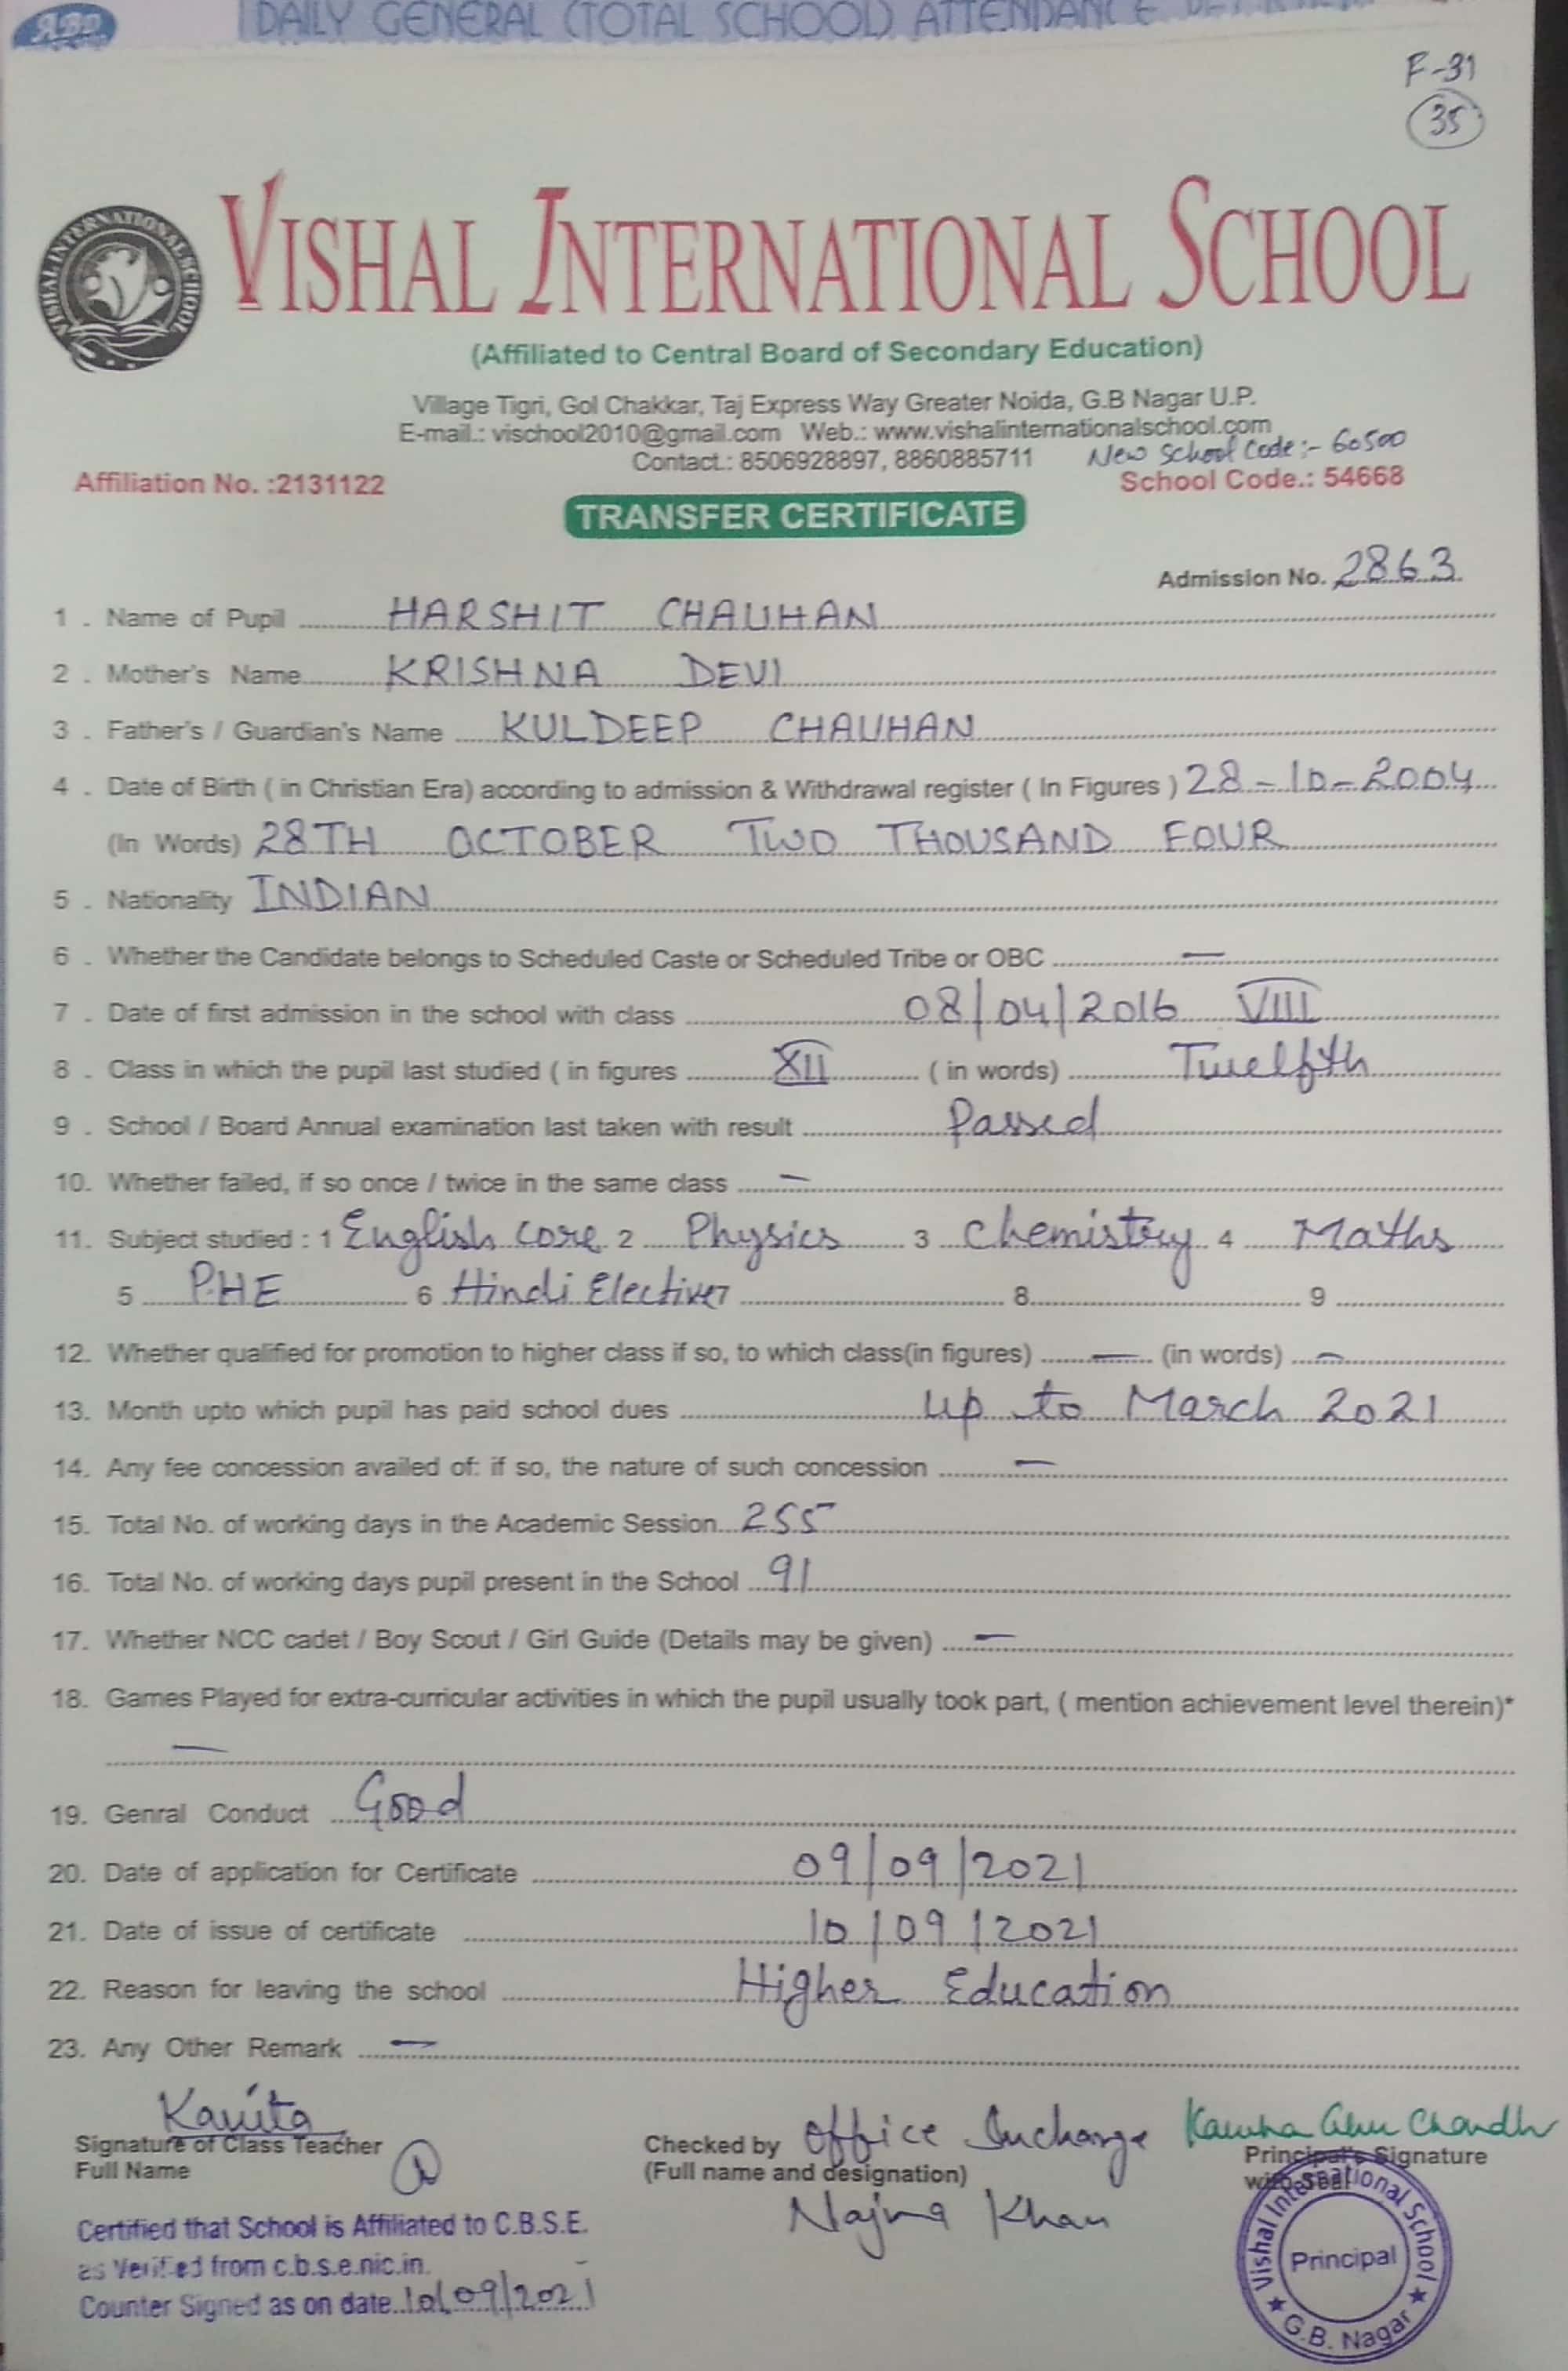 DAILY GENERAL (TOTAL SCHOOL) ATTENDANCE
F-31
35
VISHAL INTERNATIONAL SCHOOL
VISHAL INTERNATIONAL SCHOOL
(Affiliated to Central Board of Secondary Education)
Village Tigri, Gol Chakkar, Taj Express Way Greater Noida, G.B Nagar U.P.
E-mail.: vischool2010@gmail.com Web.: www.vishalinternationalschool.com
Contact.: 8506928897, 8860885711 New School Code:- 60500
Affiliation No. :2131122 School Code.: 54668
TRANSFER CERTIFICATE
Admission No. 2863
1 . Name of Pupil HARSHIT CHAUHAN
2 . Mother's Name KRISHNA DEVI
3 . Father's / Guardian's Name KULDEEP CHAUHAN
4 . Date of Birth ( in Christian Era) according to admission & Withdrawal register ( In Figures ) 28-10-2004
(In Words) 28TH OCTOBER TWO THOUSAND FOUR
5 . Nationality INDIAN
6 . Whether the Candidate belongs to Scheduled Caste or Scheduled Tribe or OBC —
7 . Date of first admission in the school with class 08/04/2016 VIII
8 . Class in which the pupil last studied ( in figures XII ( in words) Twelfth
9 . School / Board Annual examination last taken with result Passed
10. Whether failed, if so once / twice in the same class —
11. Subject studied : 1 English core 2 Physics 3 Chemistry 4 Maths
5 PHE 6 Hindi Elective 7 8 9
12. Whether qualified for promotion to higher class if so, to which class(in figures) — (in words) —
13. Month upto which pupil has paid school dues up to March 2021
14. Any fee concession availed of: if so, the nature of such concession —
15. Total No. of working days in the Academic Session 255
16. Total No. of working days pupil present in the School 91
17. Whether NCC cadet / Boy Scout / Girl Guide (Details may be given) —
18. Games Played for extra-curricular activities in which the pupil usually took part, ( mention achievement level therein)*
—
19. Genral Conduct Good
20. Date of application for Certificate 09/09/2021
21. Date of issue of certificate 10/09/2021
22. Reason for leaving the school Higher Education
23. Any Other Remark —
Kavita
Signature of Class Teacher
Full Name
Checked by Office Incharge
(Full name and designation)
Najma Khan
Principal's Signature
with Seal
Certified that School is Affiliated to C.B.S.E.
as Verified from c.b.s.e.nic.in.
Counter Signed as on date 10/09/2021
Vishal International School
Principal
★ G.B. Nagar ★